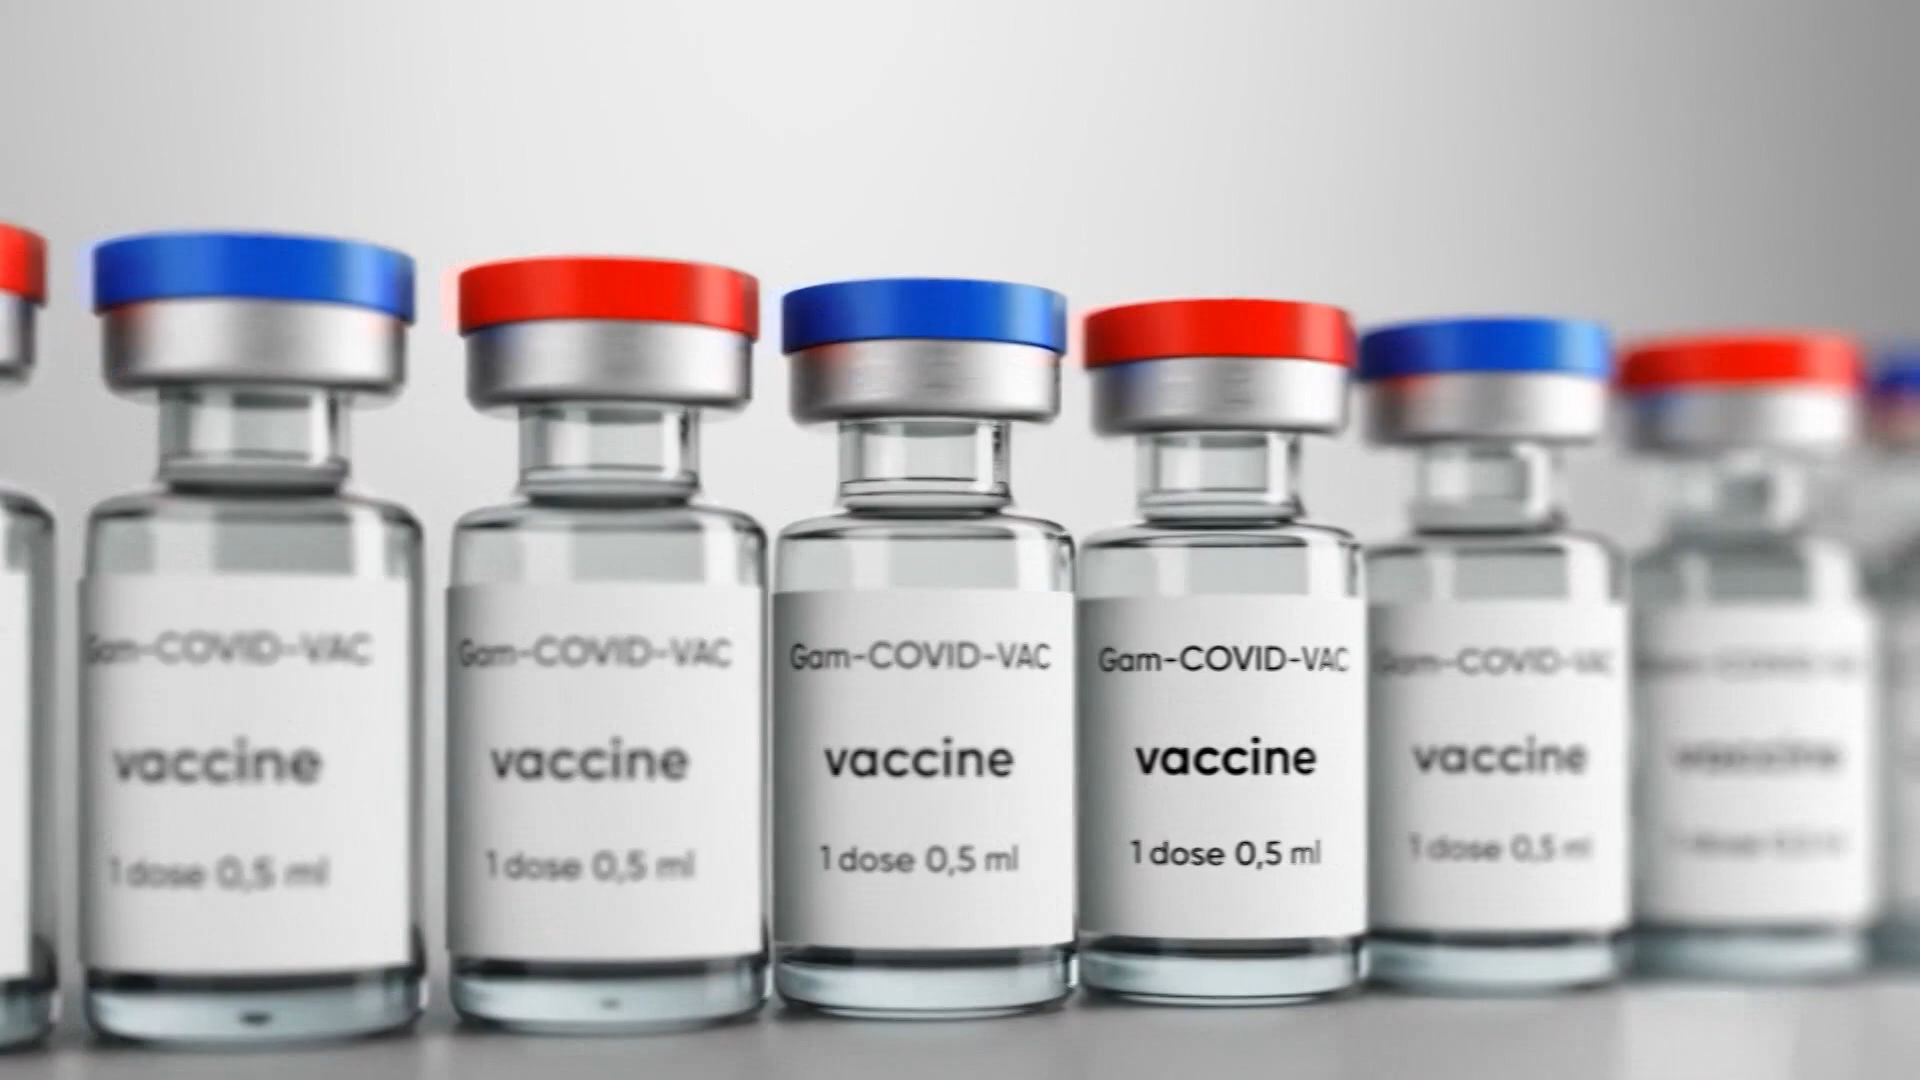 Gam-COVID-VAC
vaccine
1 dose 0,5 ml
Gam-COVID-VAC
vaccine
1 dose 0,5 ml
Gam-COVID-VAC
vaccine
1 dose 0,5 ml
Gam-COVID-VAC
vaccine
1 dose 0,5 ml
Gam-COVID-VAC
vaccine
1 dose 0,5 ml
vaccine